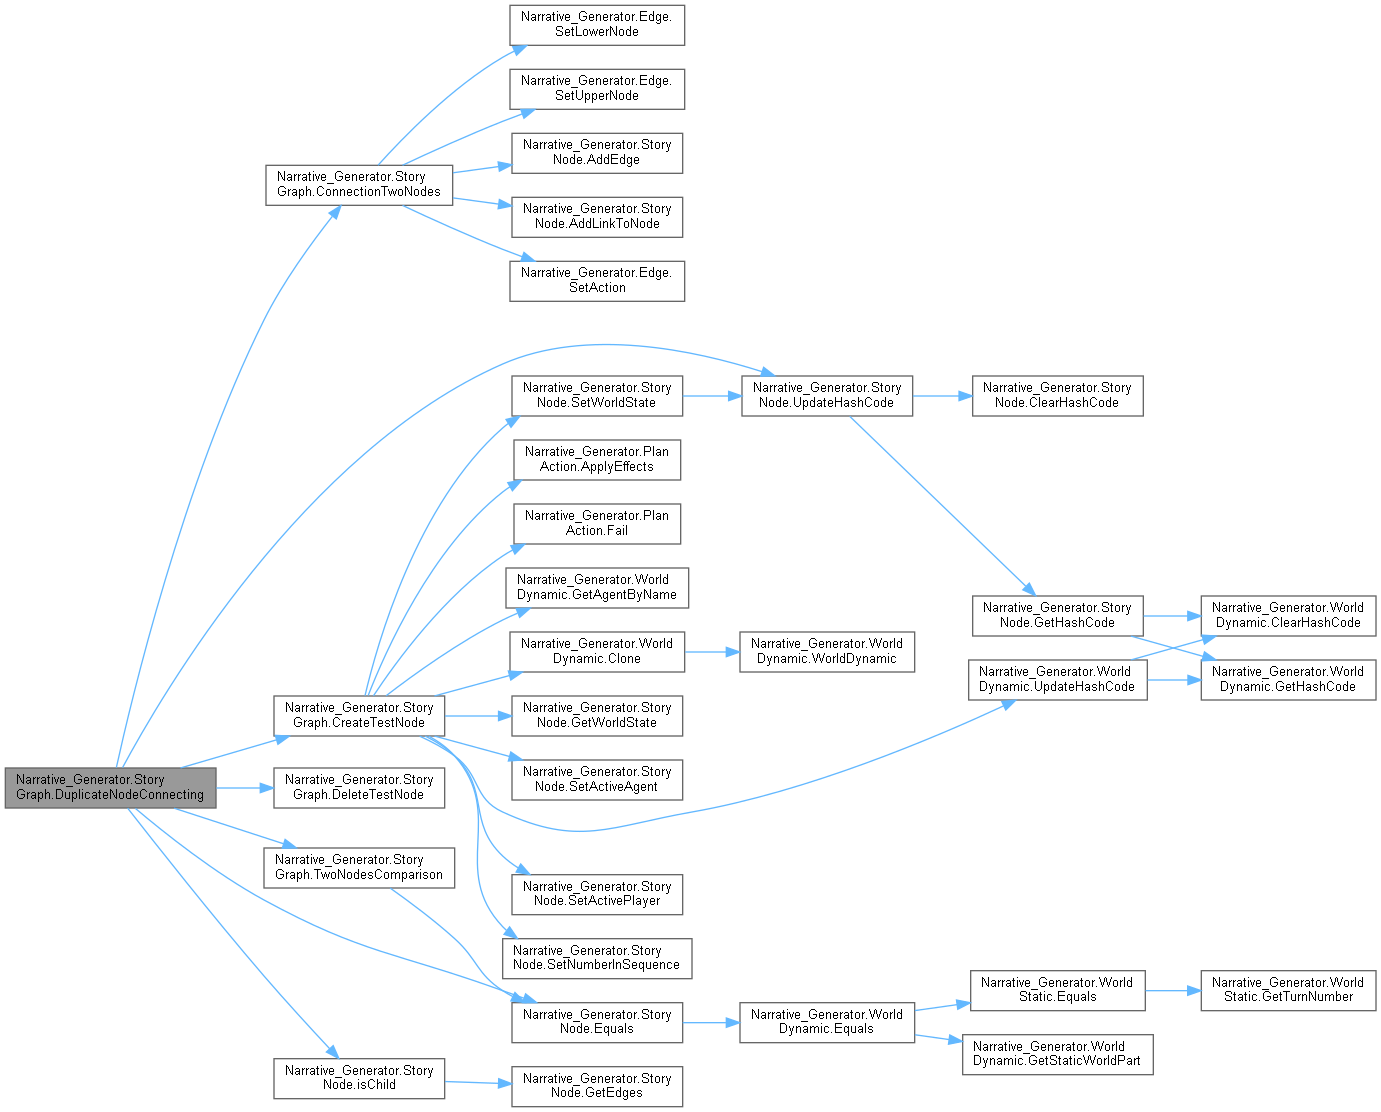 Narrative_Generator.Edge.
SetLowerNode
Narrative_Generator.Edge.
SetUpperNode
Narrative_Generator.Story
Node.AddEdge
Narrative_Generator.Story
Graph.ConnectionTwoNodes
Narrative_Generator.Story
Node.AddLinkToNode
Narrative_Generator.Edge.
SetAction
Narrative_Generator.Story
Node.SetWorldState
Narrative_Generator.Story
Node.UpdateHashCode
Narrative_Generator.Story
Node.ClearHashCode
Narrative_Generator.Plan
Action.ApplyEffects
Narrative_Generator.Plan
Action.Fail
Narrative_Generator.World
Dynamic.GetAgentByName
Narrative_Generator.Story
Node.GetHashCode
Narrative_Generator.World
Dynamic.ClearHashCode
Narrative_Generator.World
Dynamic.Clone
Narrative_Generator.World
Dynamic.WorldDynamic
Narrative_Generator.World
Dynamic.UpdateHashCode
Narrative_Generator.World
Dynamic.GetHashCode
Narrative_Generator.Story
Graph.CreateTestNode
Narrative_Generator.Story
Node.GetWorldState
Narrative_Generator.Story
Node.SetActiveAgent
Narrative_Generator.Story
Graph.DuplicateNodeConnecting
Narrative_Generator.Story
Graph.DeleteTestNode
Narrative_Generator.Story
Graph.TwoNodesComparison
Narrative_Generator.Story
Node.SetActivePlayer
Narrative_Generator.Story
Node.SetNumberInSequence
Narrative_Generator.Story
Node.Equals
Narrative_Generator.World
Dynamic.Equals
Narrative_Generator.World
Static.Equals
Narrative_Generator.World
Static.GetTurnNumber
Narrative_Generator.World
Dynamic.GetStaticWorldPart
Narrative_Generator.Story
Node.isChild
Narrative_Generator.Story
Node.GetEdges